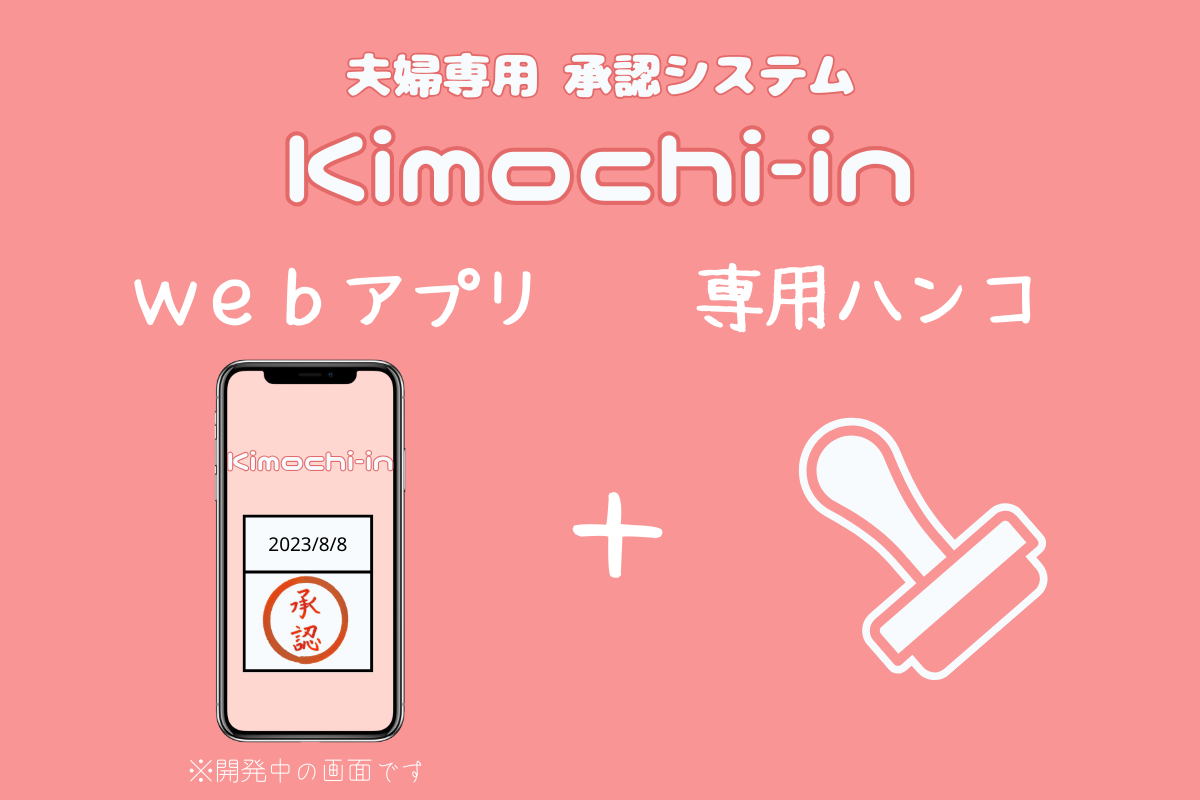 夫婦専用 承認システム
Kimochi-in
webアプリ
専用ハンコ
Kimochi-in
2023/8/8
承
認
+
※開発中の画面です